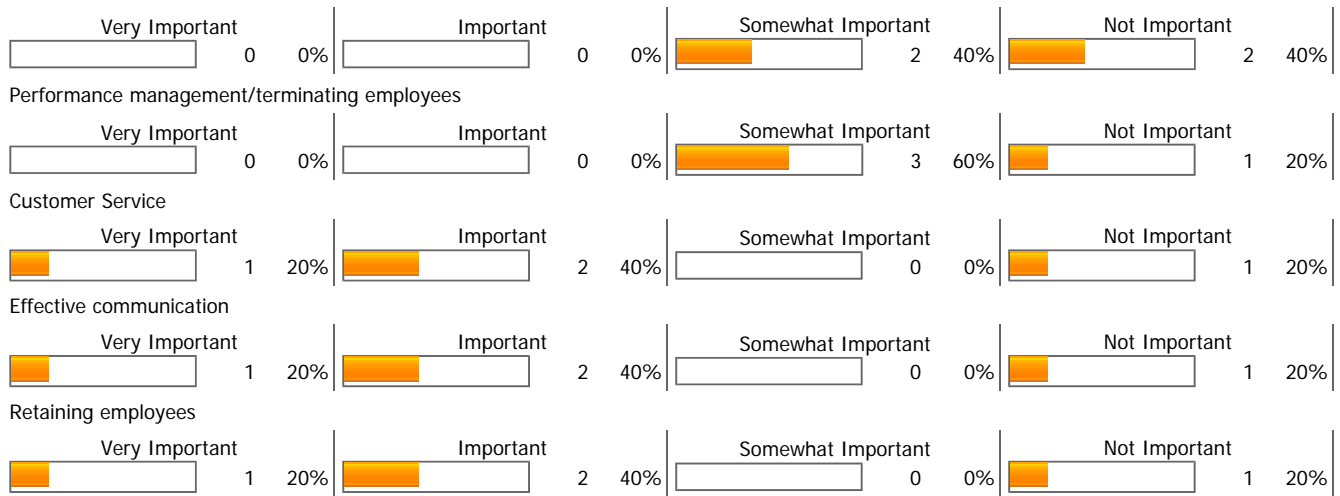 Very Important Important Somewhat Important Not Important
0 0% 0 0% 2 40% 2 40%
Performance management/terminating employees
Very Important Important Somewhat Important Not Important
0 0% 0 0% 3 60% 1 20%
Customer Service
Very Important Important Somewhat Important Not Important
1 20% 2 40% 0 0% 1 20%
Effective communication
Very Important Important Somewhat Important Not Important
1 20% 2 40% 0 0% 1 20%
Retaining employees
Very Important Important Somewhat Important Not Important
1 20% 2 40% 0 0% 1 20%